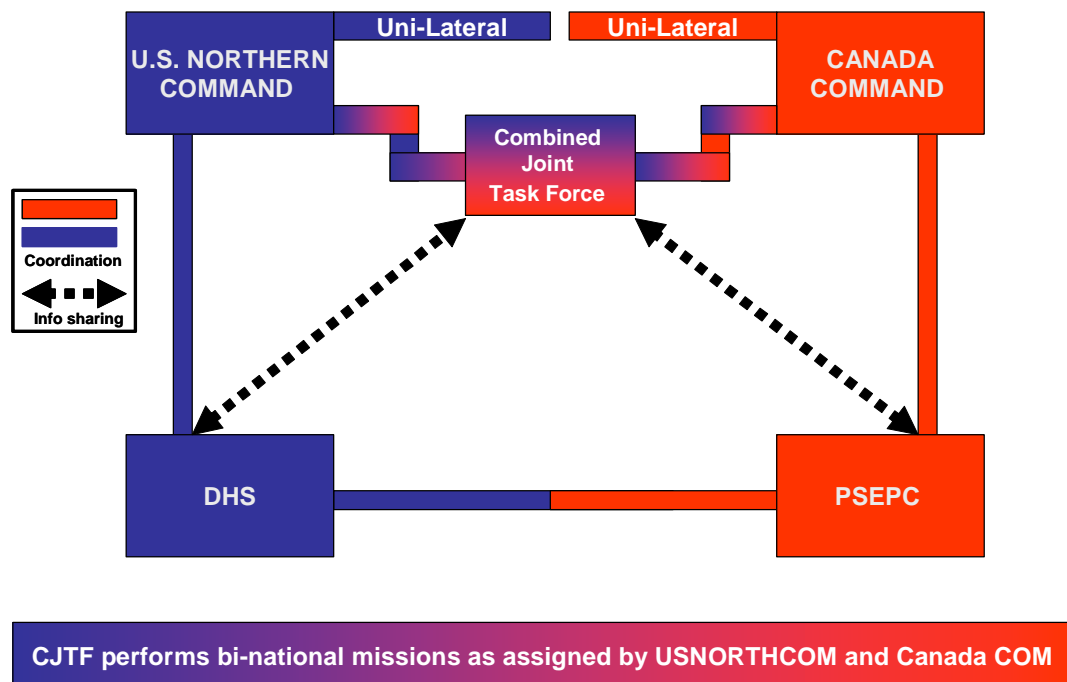 Uni-Lateral
Uni-Lateral
U.S. NORTHERN
COMMAND
CANADA
COMMAND
Combined
Joint
Task Force
Coordination
Info sharing
DHS
PSEPC
CJTF performs bi-national missions as assigned by USNORTHCOM and Canada COM